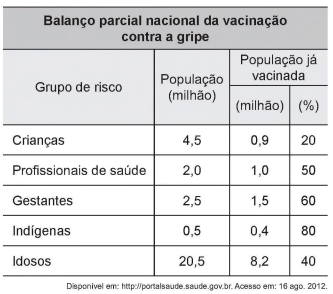 Balanço parcial nacional da vacinação
contra a gripe
Grupo de risco
População
(milhão)
População já
vacinada
(milhão) (%)
Crianças 4,5 0,9 20
Profissionais de saúde 2,0 1,0 50
Gestantes 2,5 1,5 60
Indígenas 0,5 0,4 80
Idosos 20,5 8,2 40
Disponível em: http://portalsaude.saude.gov.br. Acesso em: 16 ago. 2012.